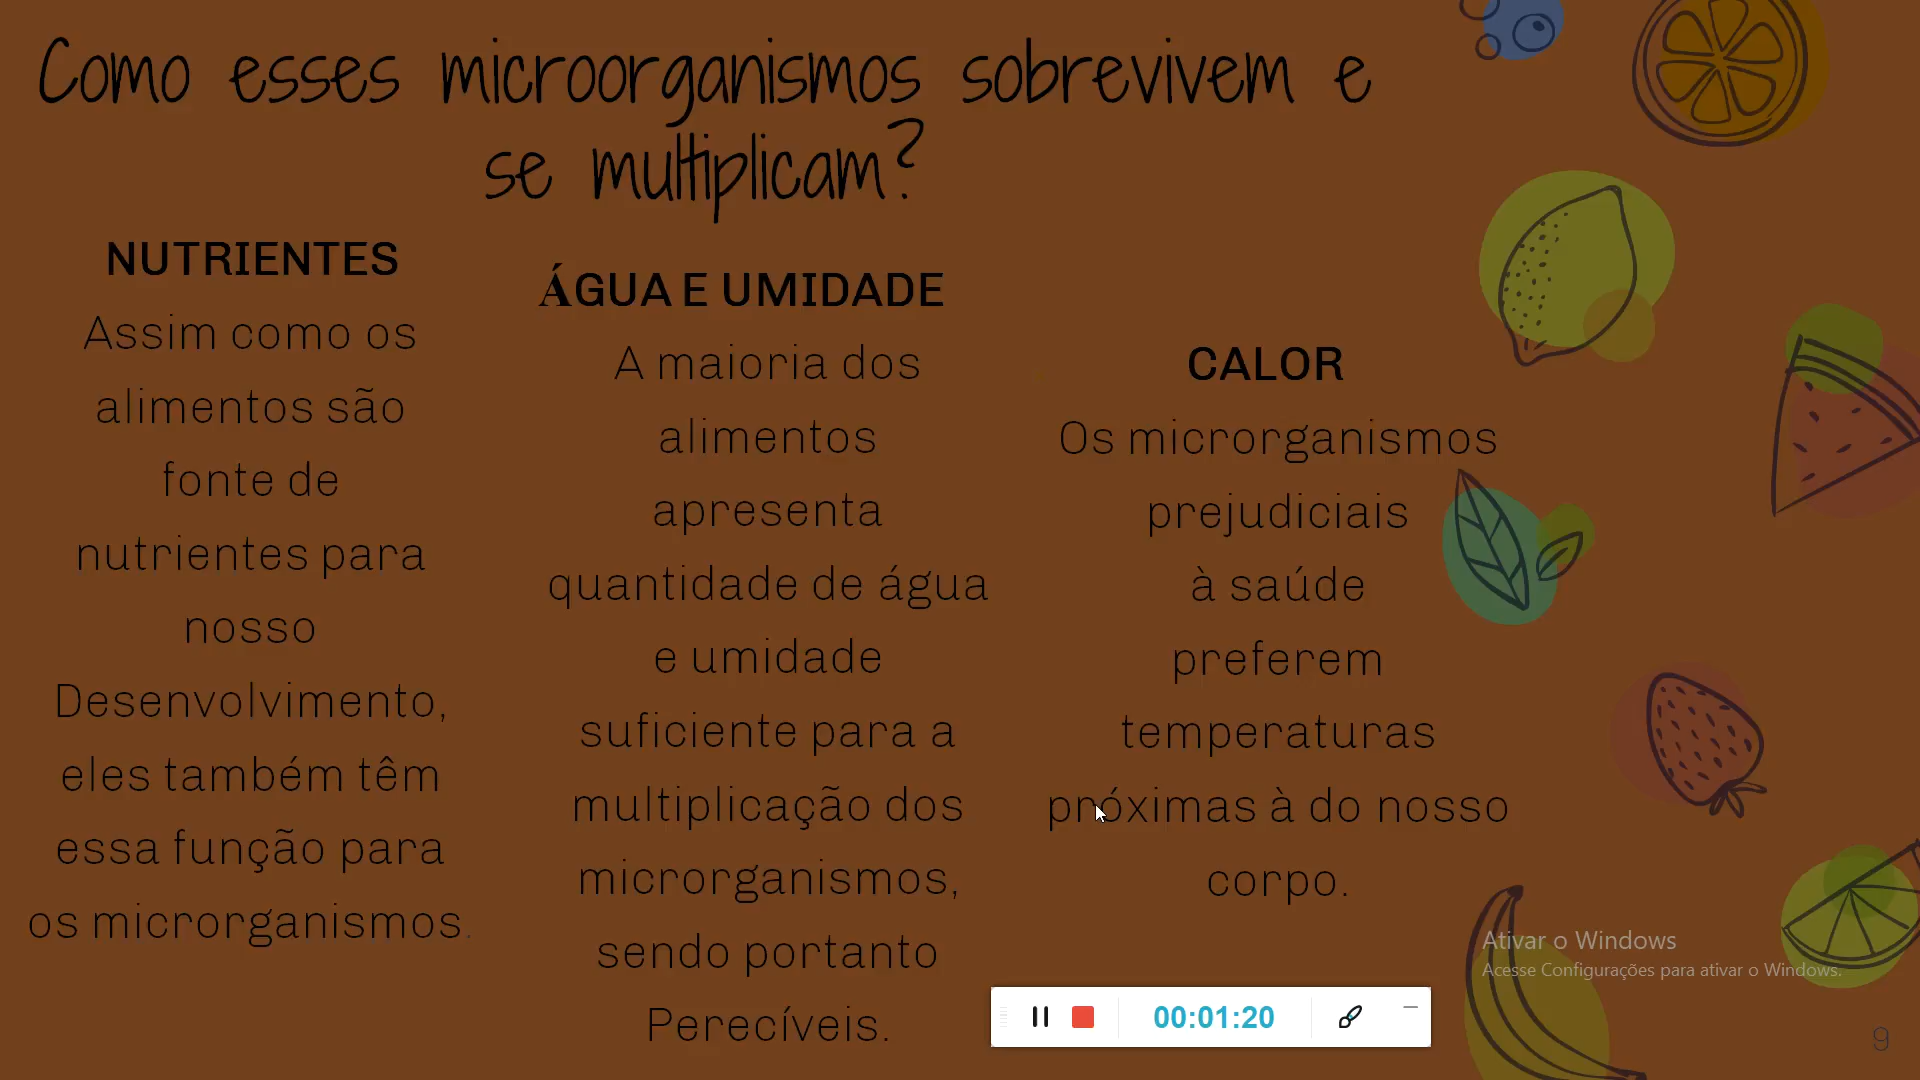 Como esses microorganismos sobrevivem e
se multiplicam?
NUTRIENTES
Assim como os
alimentos são
fonte de
nutrientes para
nosso
Desenvolvimento,
eles também têm
essa função para
os microrganismos.
ÁGUA E UMIDADE
A maioria dos
alimentos
apresenta
quantidade de água
e umidade
suficiente para a
multiplicação dos
microrganismos,
sendo portanto
Perecíveis.
CALOR
Os microrganismos
prejudiciais
à saúde
preferem
temperaturas
próximas à do nosso
corpo.
Ativar o Windows
Acesse Configurações para ativar o Windows.
00:01:20
9